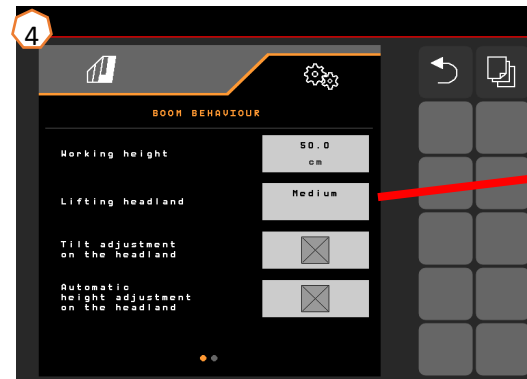 4
BOOM BEHAVIOUR
Working height
50.0
cm
Lifting headland
Medium
Tilt adjustment
on the headland
Automatic
height adjustment
on the headland